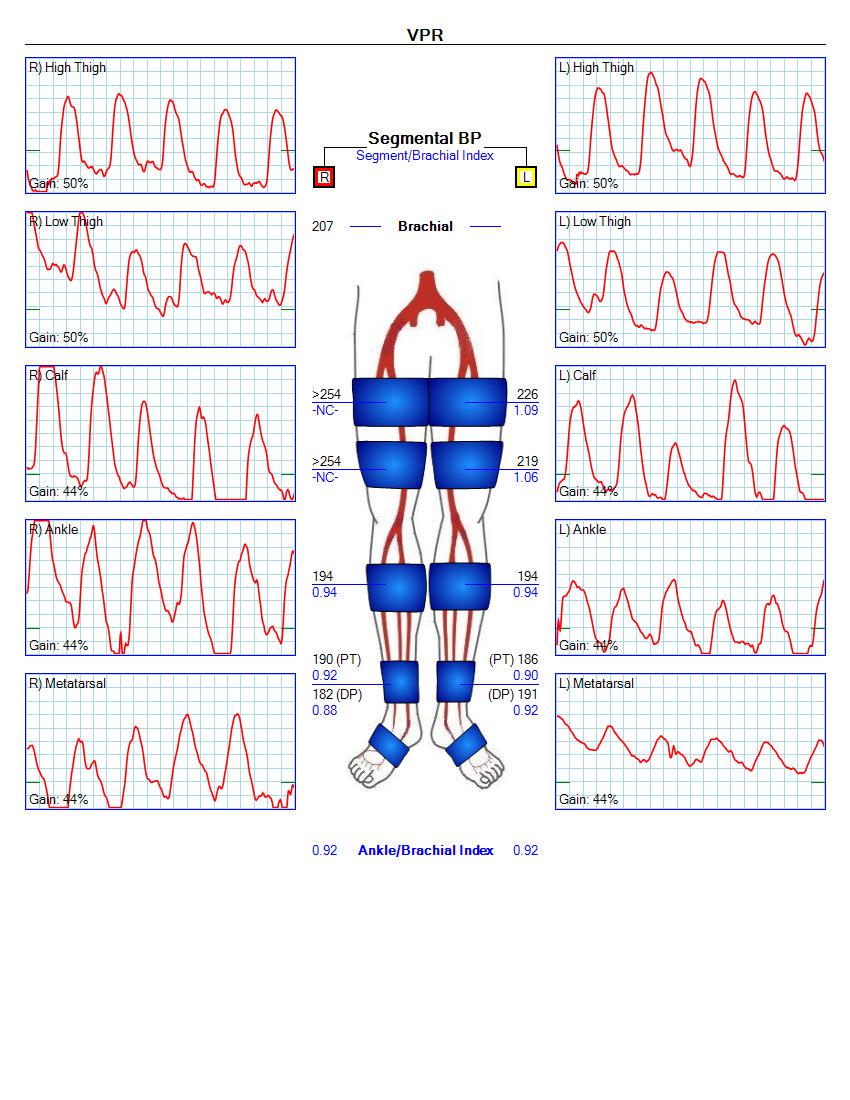 VPR
R) High Thigh
Gain: 50%
L) High Thigh
Gain: 50%
Segmental BP
Segment/Brachial Index
R
L
207
Brachial
R) Low Thigh
Gain: 50%
L) Low Thigh
Gain: 50%
R) Calf
Gain: 44%
L) Calf
Gain: 44%
>254
-NC-
226
1.09
>254
-NC-
219
1.06
R) Ankle
Gain: 44%
L) Ankle
Gain: 44%
194
0.94
194
0.94
190 (PT)
0.92
182 (DP)
0.88
(PT) 186
0.90
(DP) 191
0.92
R) Metatarsal
Gain: 44%
L) Metatarsal
Gain: 44%
0.92 Ankle/Brachial Index 0.92